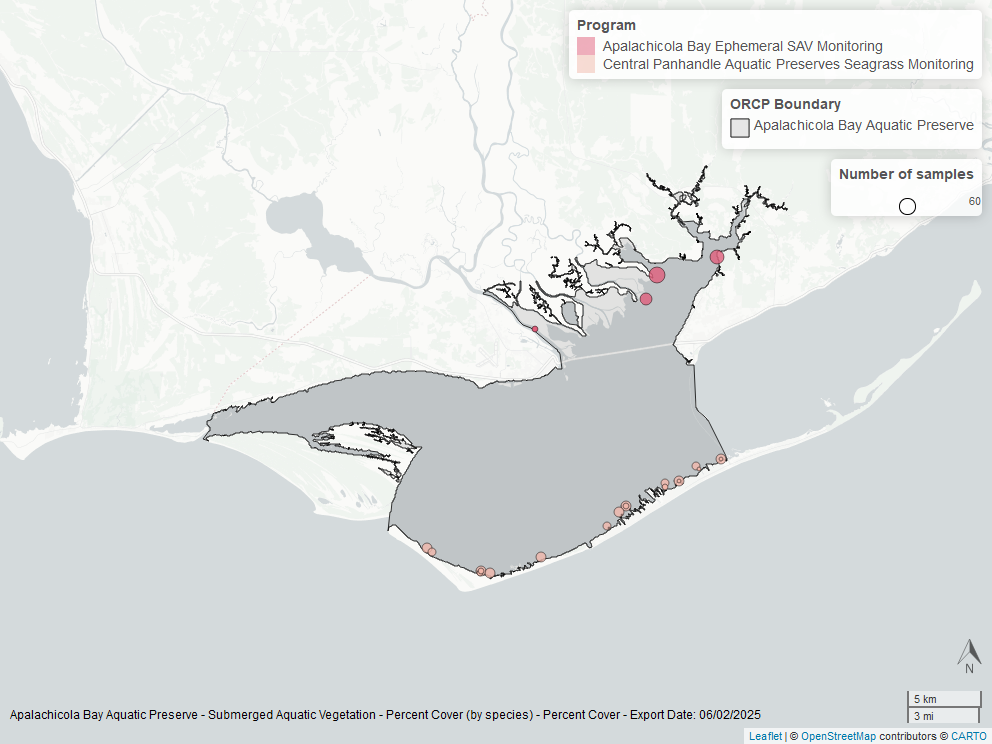 Program
Apalachicola Bay Ephemeral SAV Monitoring
Central Panhandle Aquatic Preserves Seagrass Monitoring
ORCP Boundary
Apalachicola Bay Aquatic Preserve
Number of samples
60
N
5 km
3 mi
Apalachicola Bay Aquatic Preserve - Submerged Aquatic Vegetation - Percent Cover (by species) - Percent Cover - Export Date: 06/02/2025
Leaflet | © OpenStreetMap contributors © CARTO